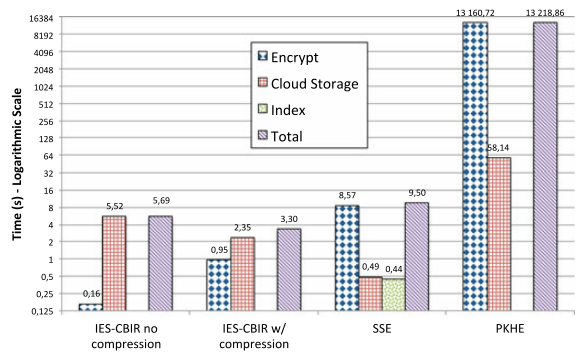 13 160,72
13 218,86
16384
8192
4096
2048
1024
512
256
128
64
32
16
8
4
2
1
0,5
0,25
0,125
Time (s) - Logarithmic Scale
Encrypt
Cloud Storage
Index
Total
0,16
5,52
5,69
0,95
2,35
3,30
8,57
0,49
0,44
9,50
58,14
IES-CBIR no
compression
IES-CBIR w/
compression
SSE
PKHE